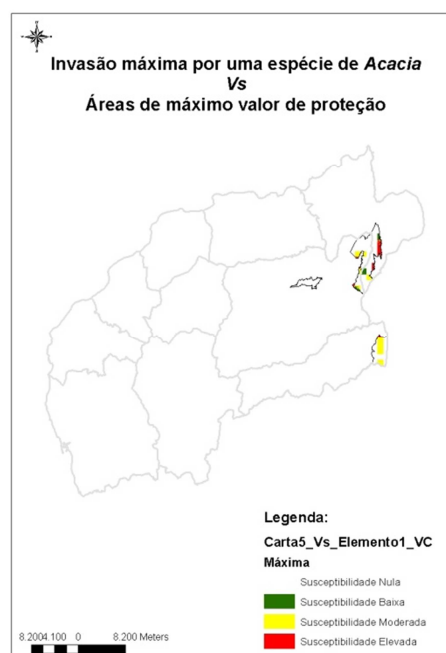 Invasão máxima por uma espécie de Acacia
Vs
Áreas de máximo valor de proteção
Legenda:
Carta5_Vs_Elemento1_VC
Máxima
Susceptibilidade Nula
Susceptibilidade Baixa
Susceptibilidade Moderada
Susceptibilidade Elevada
8.2004.100 0 8.200 Meters